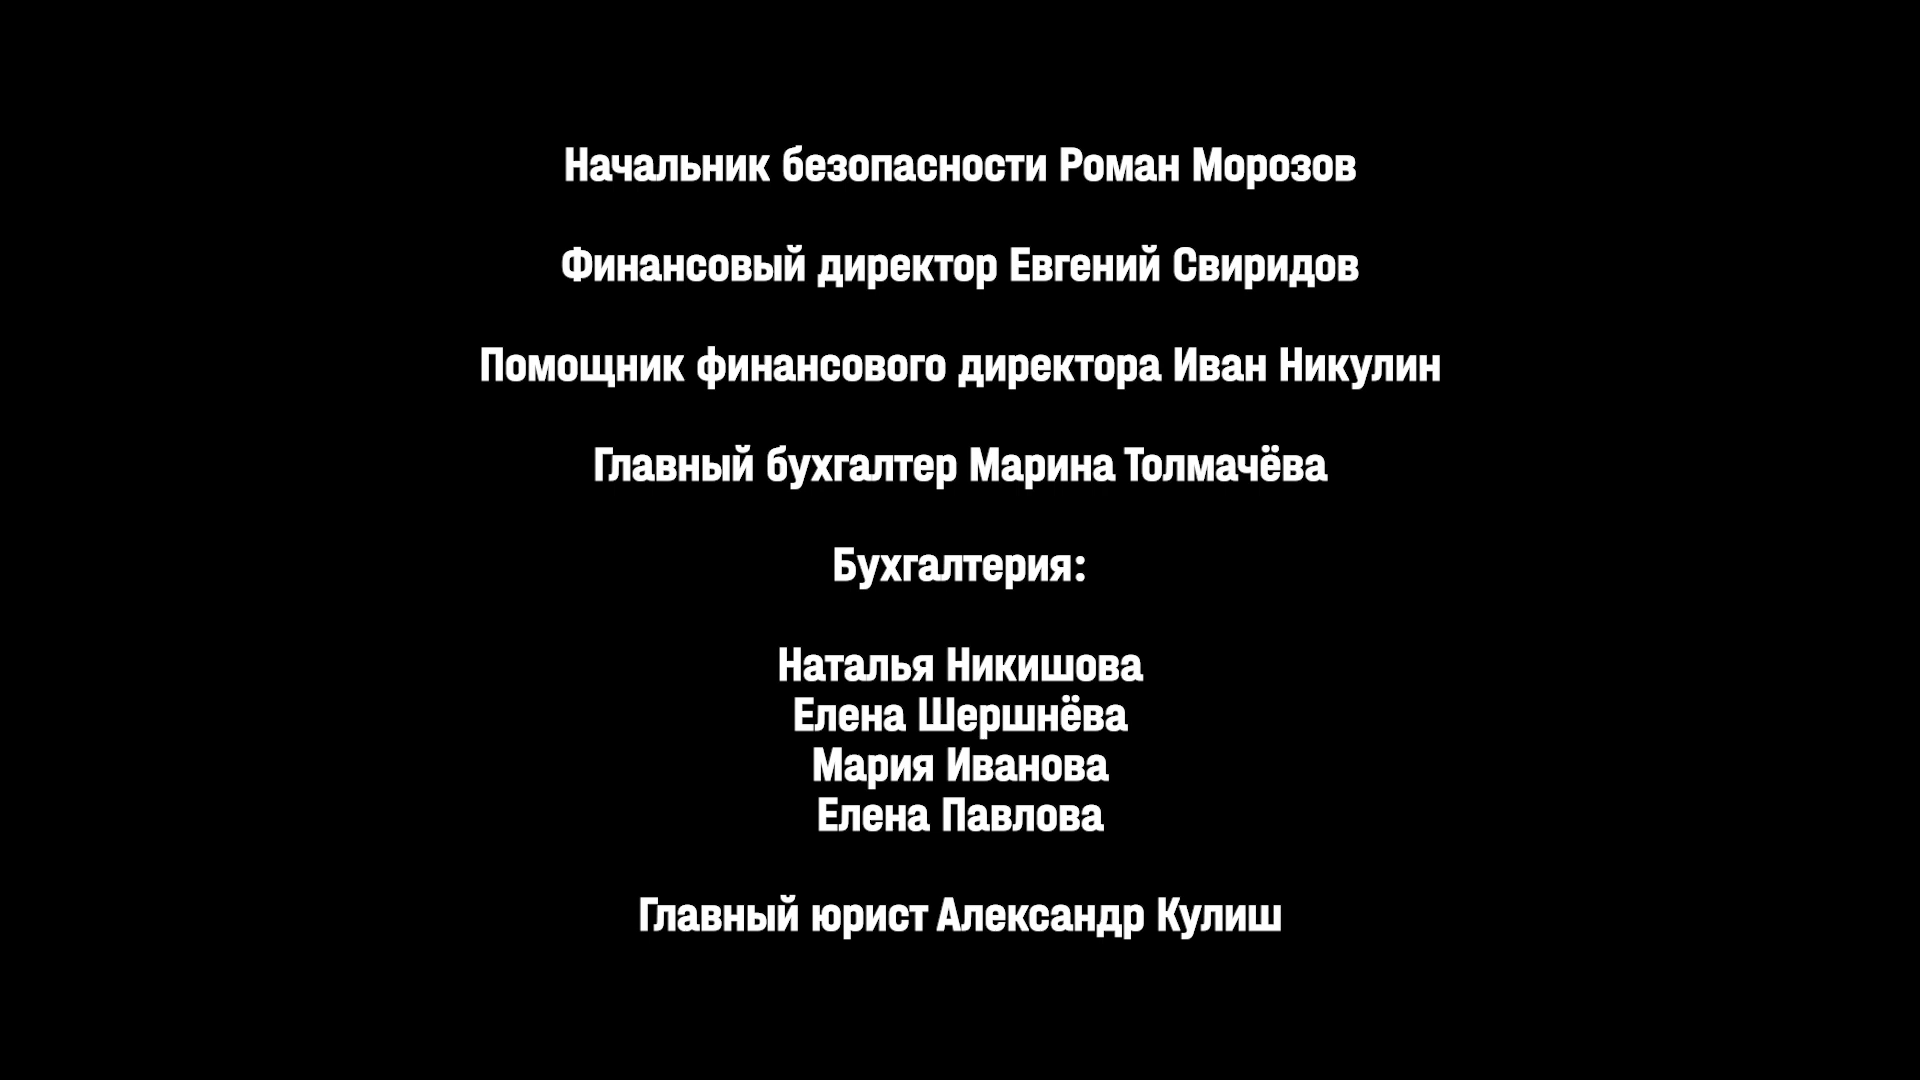 Начальник безопасности Роман Морозов
Финансовый директор Евгений Свиридов
Помощник финансового директора Иван Никулин
Главный бухгалтер Марина Толмачёва
Бухгалтерия:
Наталья Никишова
Елена Шершнёва
Мария Иванова
Елена Павлова
Главный юрист Александр Кулиш